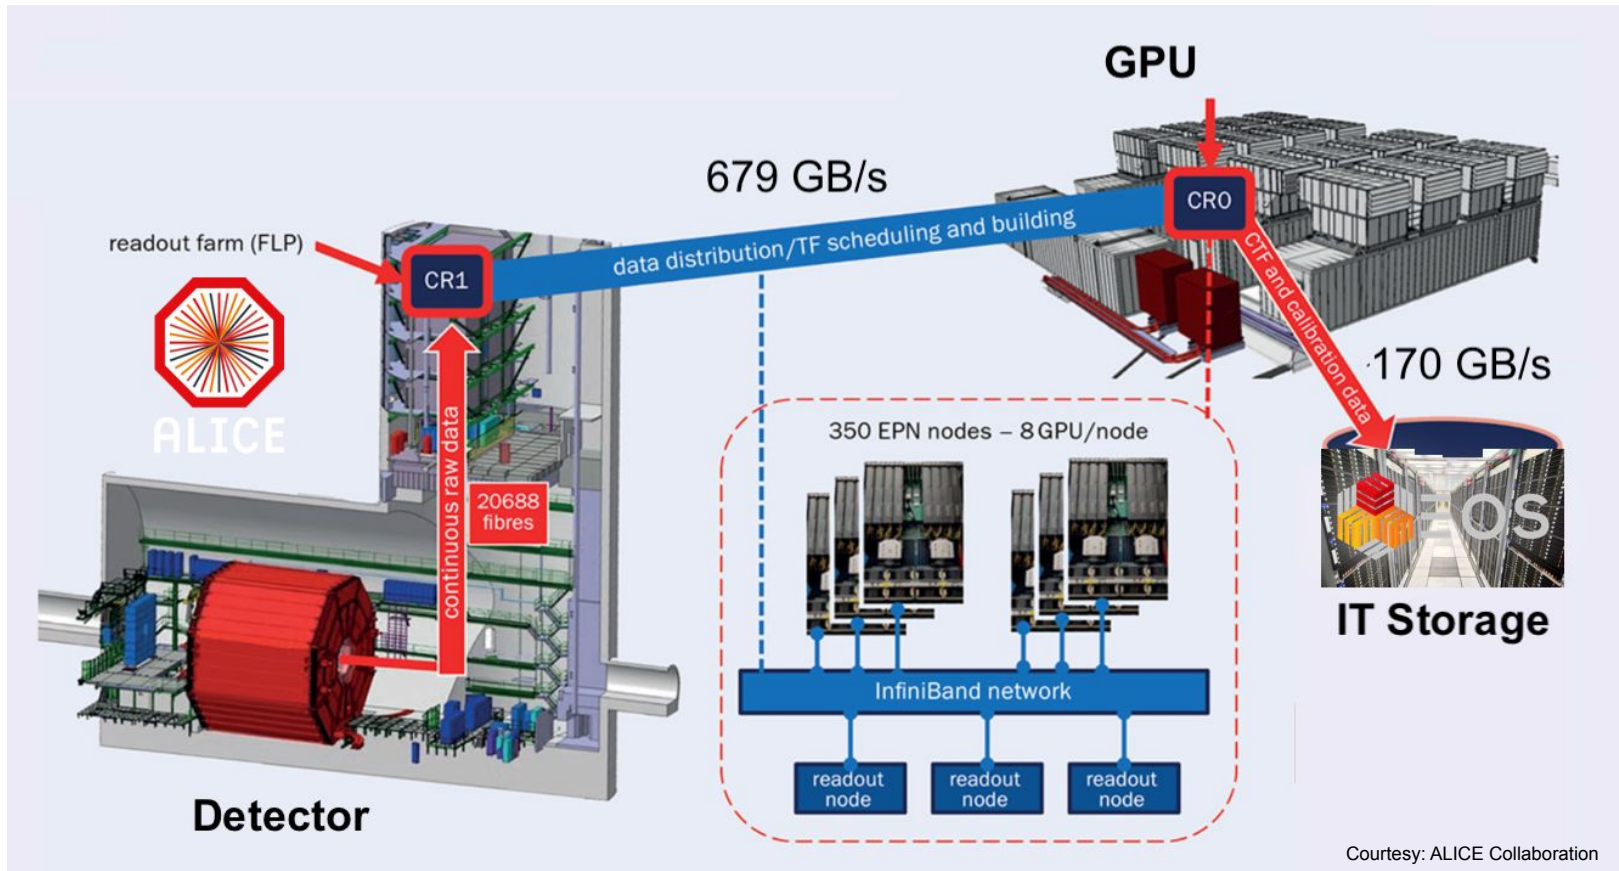 GPU
679 GB/s
CR0
data distribution/TF scheduling and building
readout farm (FLP)
CR1
CTF and calibration data
170 GB/s
ALICE
continuous raw data
20688
fibres
350 EPN nodes – 8 GPU/node
EOS
IT Storage
InfiniBand network
readout
node
readout
node
readout
node
Detector
Courtesy: ALICE Collaboration